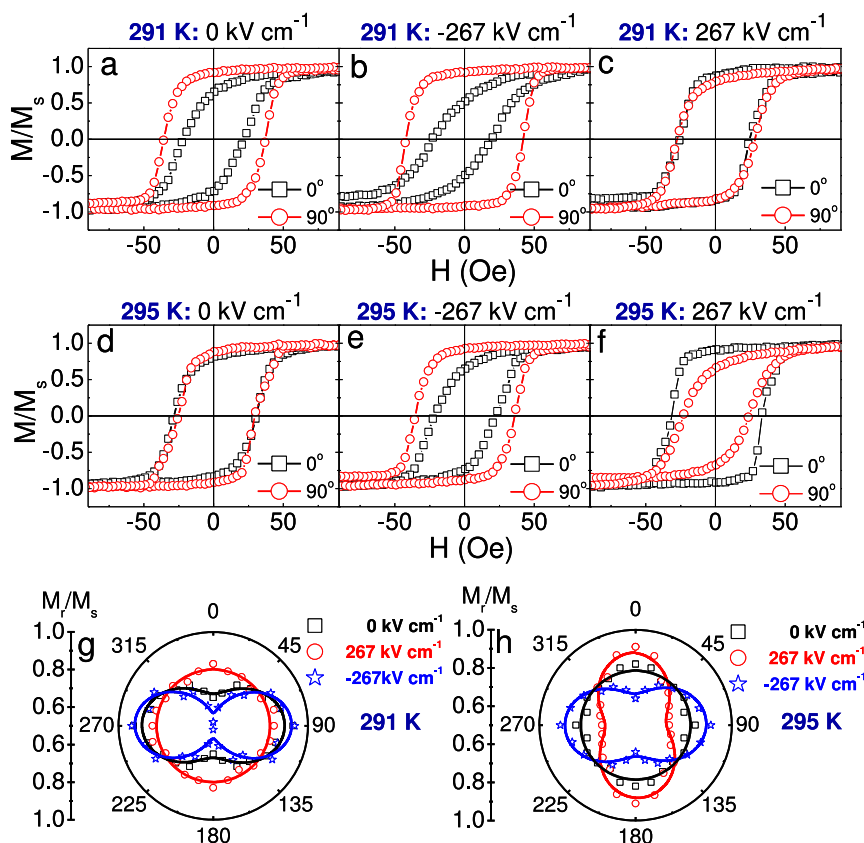 291 K: 0 kV cm⁻¹
291 K: -267 kV cm⁻¹
291 K: 267 kV cm⁻¹
a
b
c
M/Mₛ
1.0
0.5
0.0
-0.5
-1.0
0°
90°
0°
90°
0°
90°
-50 0 50
-50 0 50
-50 0 50
H (Oe)
H (Oe)
295 K: 0 kV cm⁻¹
295 K: -267 kV cm⁻¹
295 K: 267 kV cm⁻¹
d
e
f
M/Mₛ
1.0
0.5
0.0
-0.5
-1.0
0°
90°
0°
90°
0°
90°
-50 0 50
-50 0 50
-50 0 50
H (Oe)
H (Oe)
Mᵣ/Mₛ
g
1.0
0.8
0.6
0.6
0.8
1.0
0
45
90
135
180
225
270
315
0 kV cm⁻¹
267 kV cm⁻¹
-267kV cm⁻¹
291 K
Mᵣ/Mₛ
h
1.0
0.8
0.6
0.6
0.8
1.0
0
45
90
135
180
225
270
315
0 kV cm⁻¹
267 kV cm⁻¹
-267 kV cm⁻¹
295 K